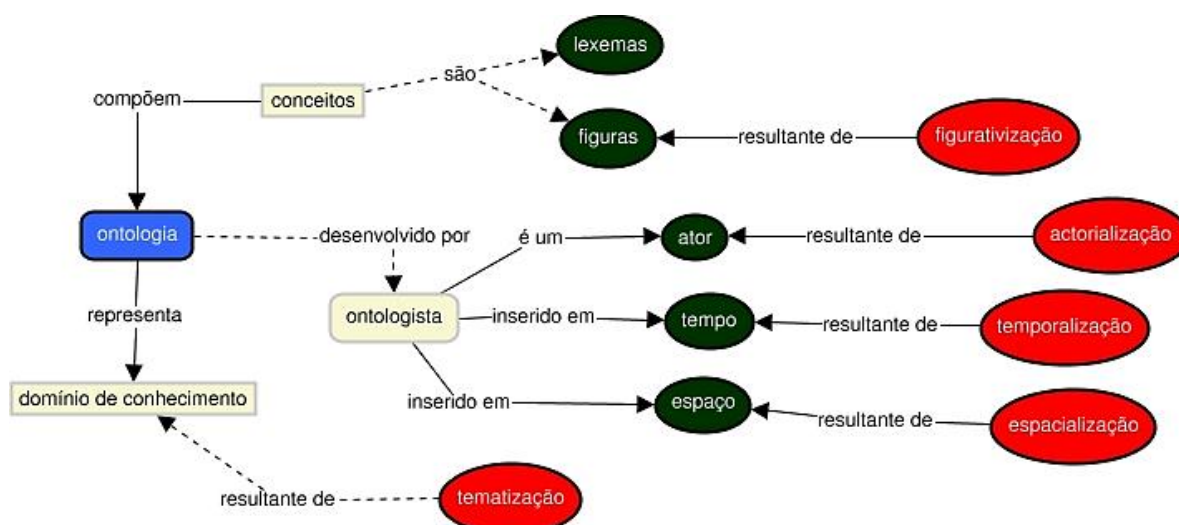 lexemas
são
compõem
conceitos
figuras
resultante de
figurativização
ontologia
desenvolvido por
é um
ator
resultante de
actorialização
representa
ontologista
inserido em
tempo
resultante de
temporalização
domínio de conhecimento
inserido em
espaço
resultante de
espacialização
resultante de
tematização